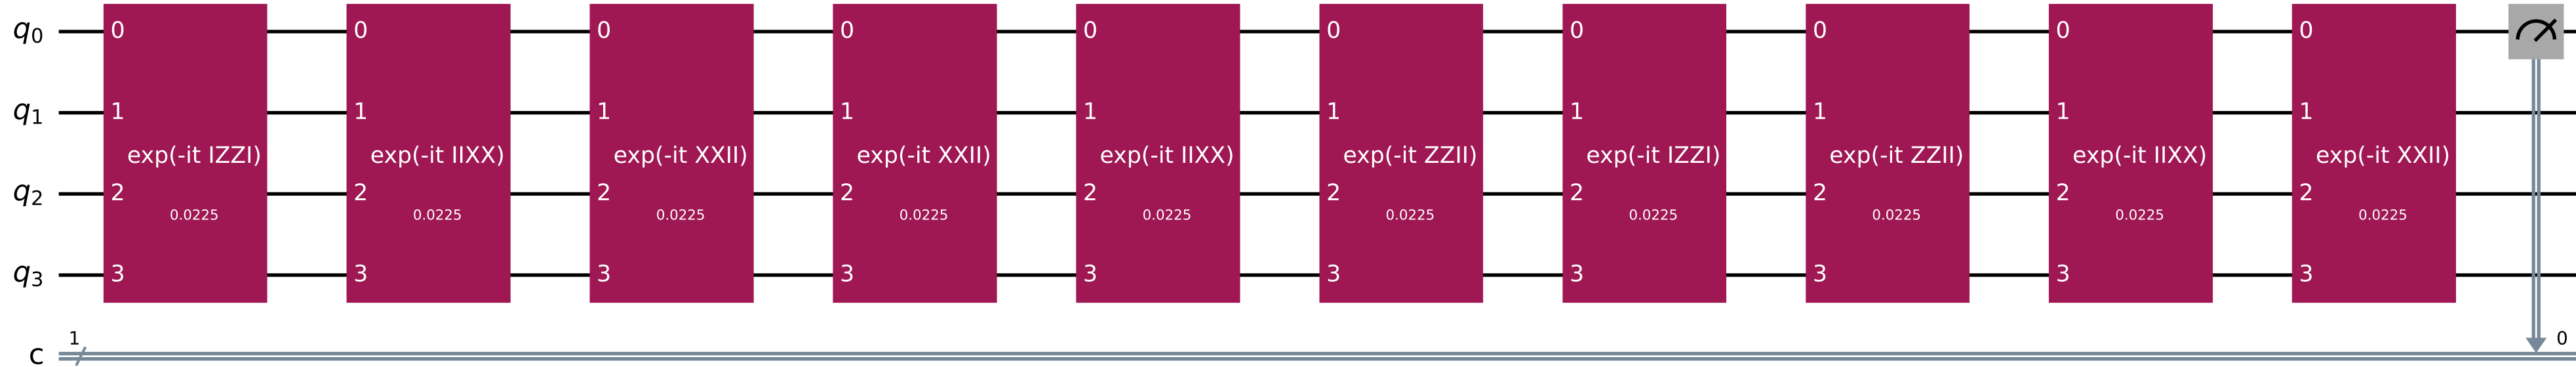 q0 0 0 0 0 0 0 0 0 0 0
q1 1 1 1 1 1 1 1 1 1 1
exp(-it IZZI) exp(-it IIXX) exp(-it XXII) exp(-it XXII) exp(-it IIXX) exp(-it ZZII) exp(-it IZZI) exp(-it ZZII) exp(-it IIXX) exp(-it XXII)
q2 2 2 2 2 2 2 2 2 2 2
0.0225 0.0225 0.0225 0.0225 0.0225 0.0225 0.0225 0.0225 0.0225 0.0225
q3 3 3 3 3 3 3 3 3 3 3
1 0
c